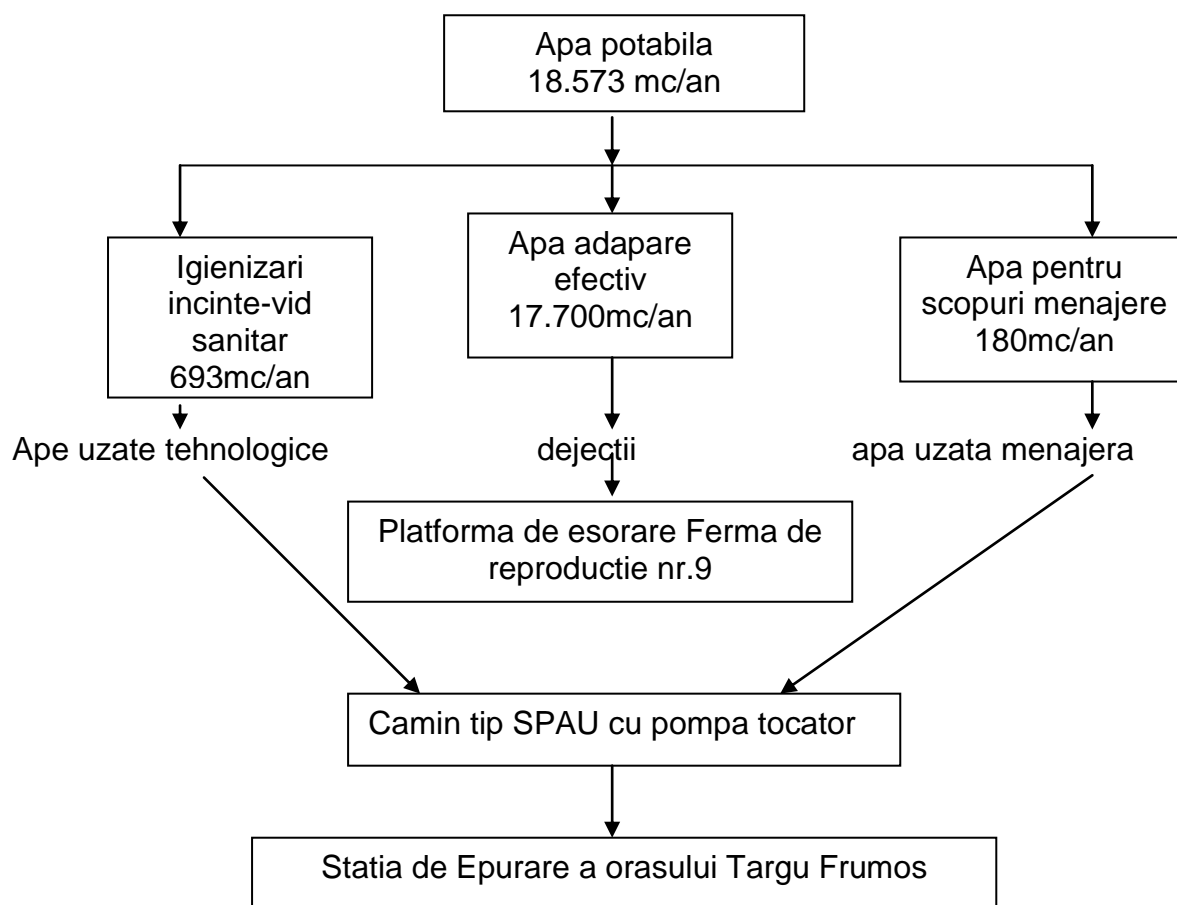 Apa potabila
18.573 mc/an
Igienizari
incinte-vid
sanitar
693mc/an
Apa adapare
efectiv
17.700mc/an
Apa pentru
scopuri menajere
180mc/an
Ape uzate tehnologice
dejectii
apa uzata menajera
Platforma de esorare Ferma de
reproductie nr.9
Camin tip SPAU cu pompa tocator
Statia de Epurare a orasului Targu Frumos